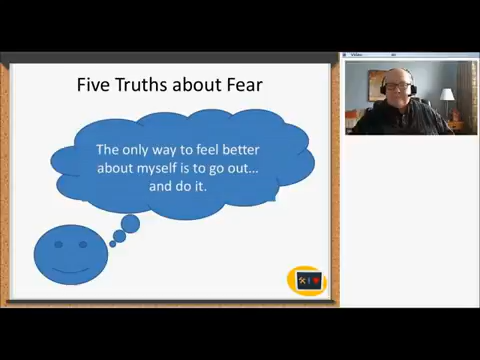 Five Truths about Fear
The only way to feel better
about myself is to go out…
and do it.